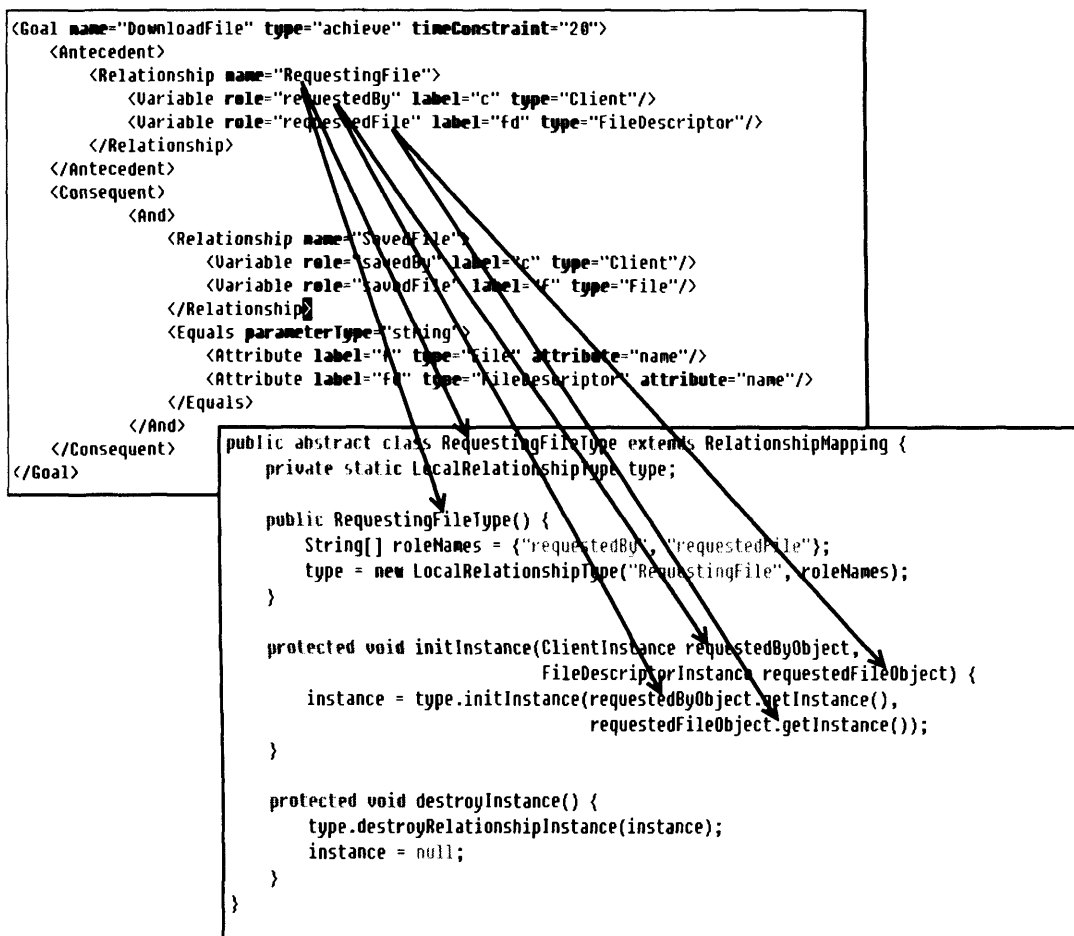 <Goal name="DownloadFile" type="achieve" timeConstraint="20">
<Antecedent>
<Relationship name="RequestingFile">
<Variable role="requestedBy" label="c" type="Client"/>
<Variable role="requestedFile" label="fd" type="FileDescriptor"/>
</Relationship>
</Antecedent>
<Consequent>
<And>
<Relationship name="SavedFile">
<Variable role="savedBy" label="c" type="Client"/>
<Variable role="savedFile" label="f" type="File"/>
</Relationship>
<Equals parameterType="string">
<Attribute label="f" type="File" attribute="name"/>
<Attribute label="fd" type="FileDescriptor" attribute="name"/>
</Equals>
</And>
</Consequent>
</Goal>
public abstract class RequestingFileType extends RelationshipMapping {
private static LocalRelationshipType type;
public RequestingFileType() {
String[] roleNames = {"requestedBy", "requestedFile"};
type = new LocalRelationshipType("RequestingFile", roleNames);
}
protected void initInstance(ClientInstance requestedByObject,
FileDescriptorInstance requestedFileObject) {
instance = type.initInstance(requestedByObject.getInstance(),
requestedFileObject.getInstance());
}
protected void destroyInstance() {
type.destroyRelationshipInstance(instance);
instance = null;
}
}